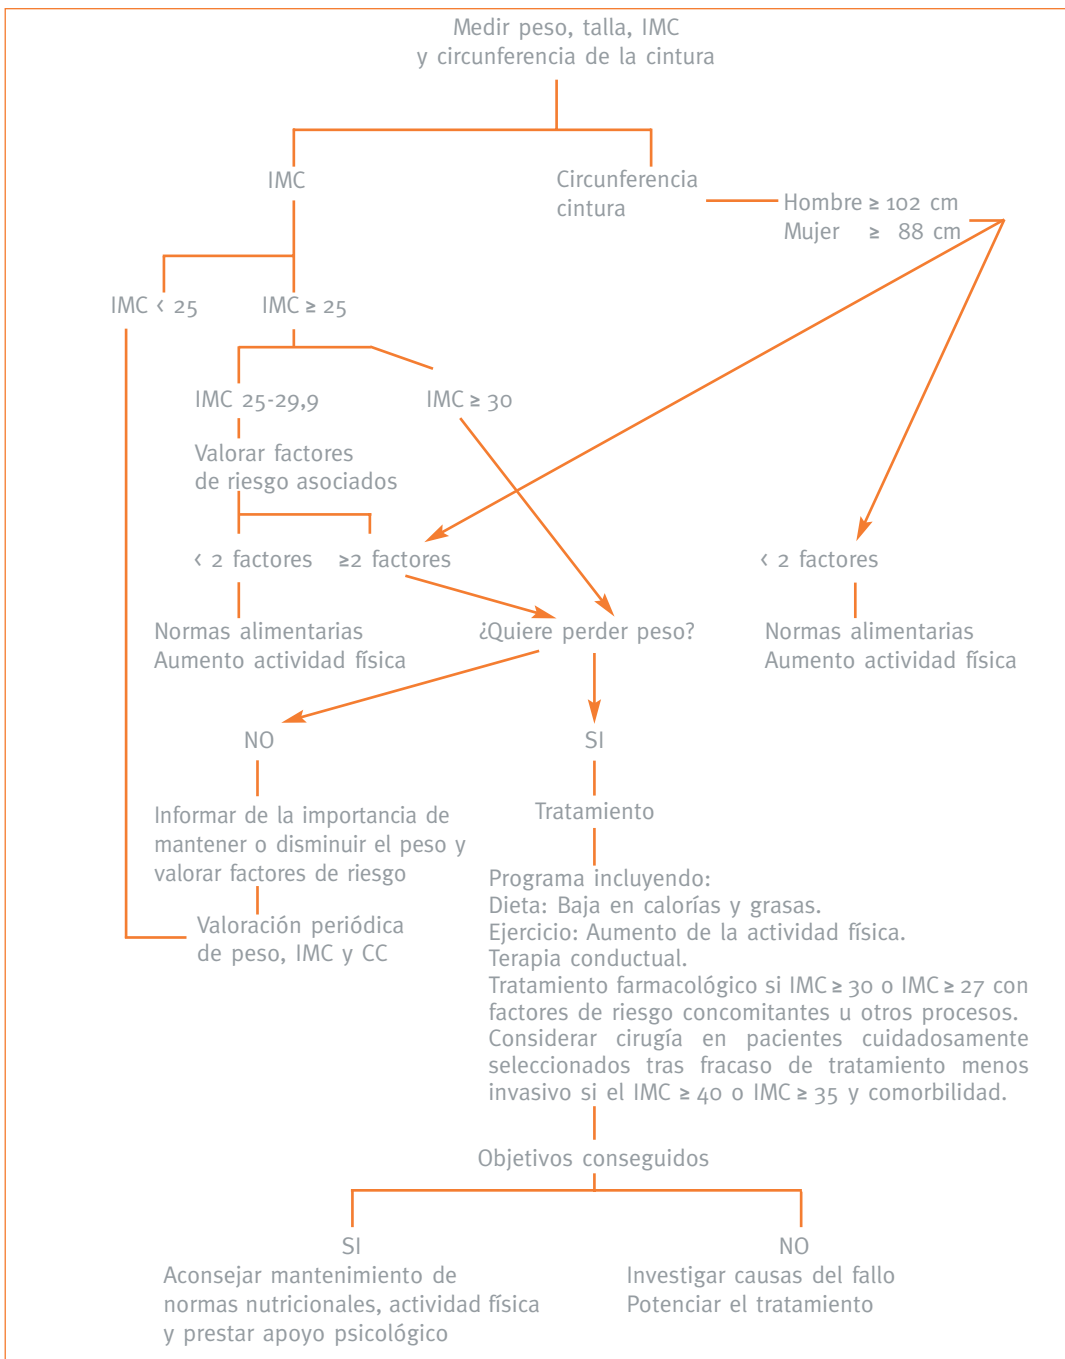 Medir peso, talla, IMC
y circunferencia de la cintura
IMC
Circunferencia
cintura
Hombre ≥ 102 cm
Mujer ≥ 88 cm
IMC < 25
IMC ≥ 25
IMC 25-29,9
IMC ≥ 30
Valorar factores
de riesgo asociados
< 2 factores
≥2 factores
< 2 factores
Normas alimentarias
Aumento actividad física
¿Quiere perder peso?
Normas alimentarias
Aumento actividad física
NO
SI
Informar de la importancia de
mantener o disminuir el peso y
valorar factores de riesgo
Tratamiento
Valoración periódica
de peso, IMC y CC
Programa incluyendo:
Dieta: Baja en calorías y grasas.
Ejercicio: Aumento de la actividad física.
Terapia conductual.
Tratamiento farmacológico si IMC ≥ 30 o IMC ≥ 27 con
factores de riesgo concomitantes u otros procesos.
Considerar cirugía en pacientes cuidadosamente
seleccionados tras fracaso de tratamiento menos
invasivo si el IMC ≥ 40 o IMC ≥ 35 y comorbilidad.
Objetivos conseguidos
SI
Aconsejar mantenimiento de
normas nutricionales, actividad física
y prestar apoyo psicológico
NO
Investigar causas del fallo
Potenciar el tratamiento